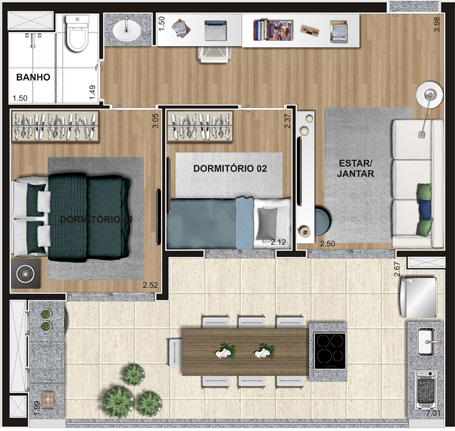 1.50
3.98
BANHO
1.49
1.50
3.05
2.37
DORMITÓRIO 02
ESTAR/
JANTAR
DORMITÓRIO
2.12
2.50
2.52
2.67
1.99
7.01